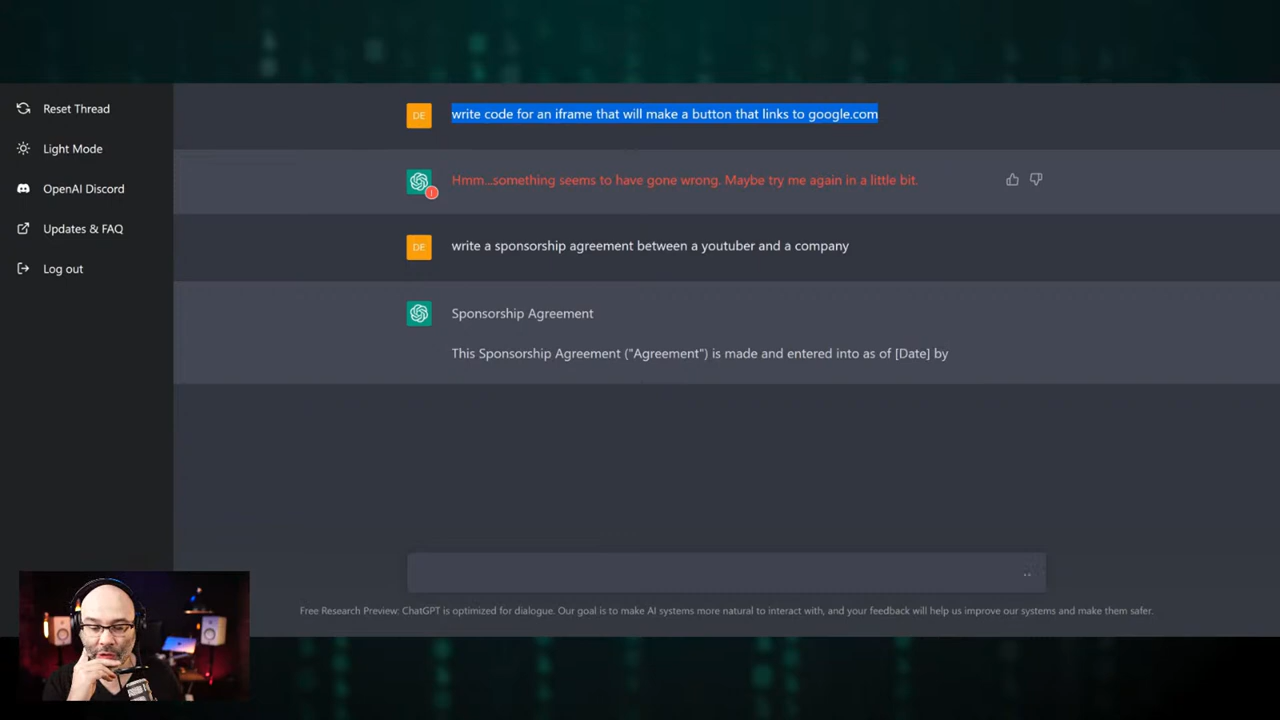 Reset Thread
Light Mode
OpenAI Discord
Updates & FAQ
Log out
DE
write code for an iframe that will make a button that links to google.com
Hmm...something seems to have gone wrong. Maybe try me again in a little bit.
DE
write a sponsorship agreement between a youtuber and a company
Sponsorship Agreement
This Sponsorship Agreement ("Agreement") is made and entered into as of [Date] by
..
Free Research Preview: ChatGPT is optimized for dialogue. Our goal is to make AI systems more natural to interact with, and your feedback will help us improve our systems and make them safer.